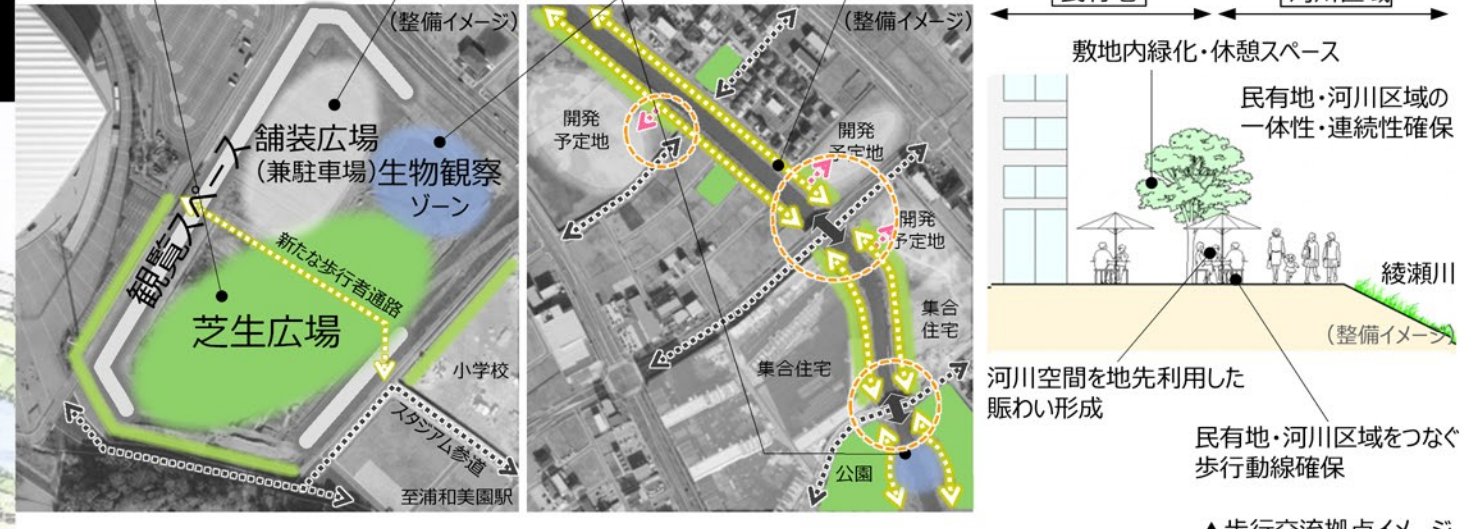 (整備イメージ)
舗装広場
(兼駐車場)
生物観察
ゾーン
観覧スペース
新たな歩行者通路
芝生広場
小学校
スタジアム参道
至浦和美園駅
(整備イメージ)
開発
予定地
開発
予定地
開発
予定地
集合
住宅
集合住宅
公園
敷地内緑化・休憩スペース
民有地・河川区域の
一体性・連続性確保
綾瀬川
(整備イメージ)
河川空間を地先利用した
賑わい形成
民有地・河川区域をつなぐ
歩行動線確保